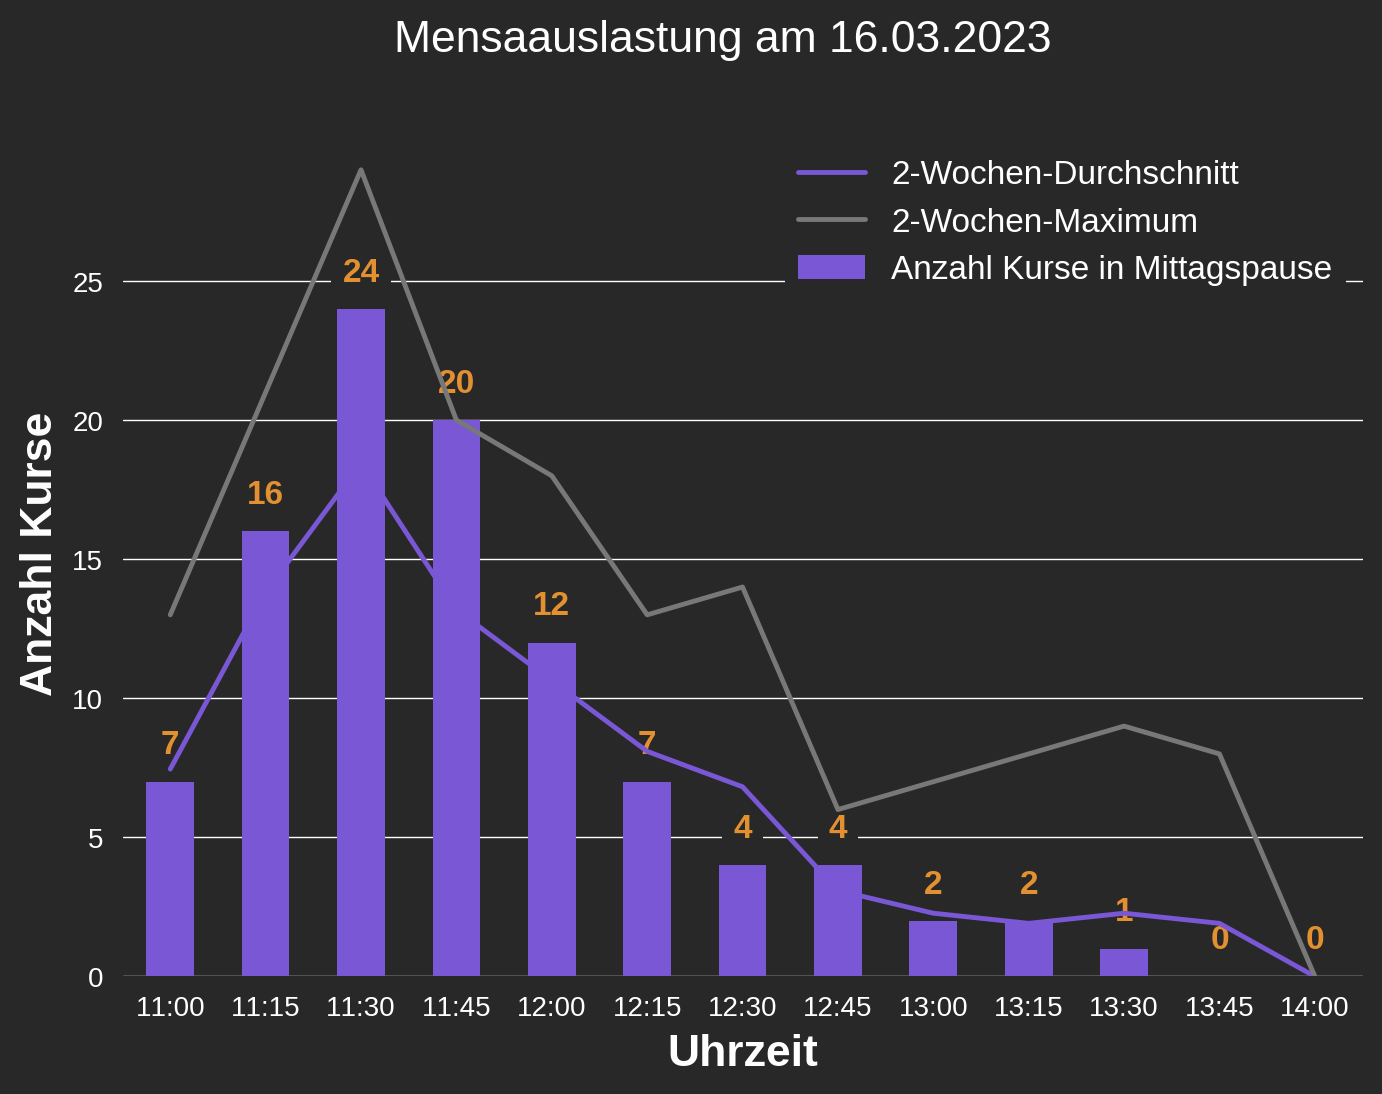 Mensaauslastung am 16.03.2023
2-Wochen-Durchschnitt
2-Wochen-Maximum
Anzahl Kurse in Mittagspause
Anzahl Kurse
25
20
15
10
5
0
7
16
24
20
12
7
4
4
2
2
1
0
0
11:00 11:15 11:30 11:45 12:00 12:15 12:30 12:45 13:00 13:15 13:30 13:45 14:00
Uhrzeit